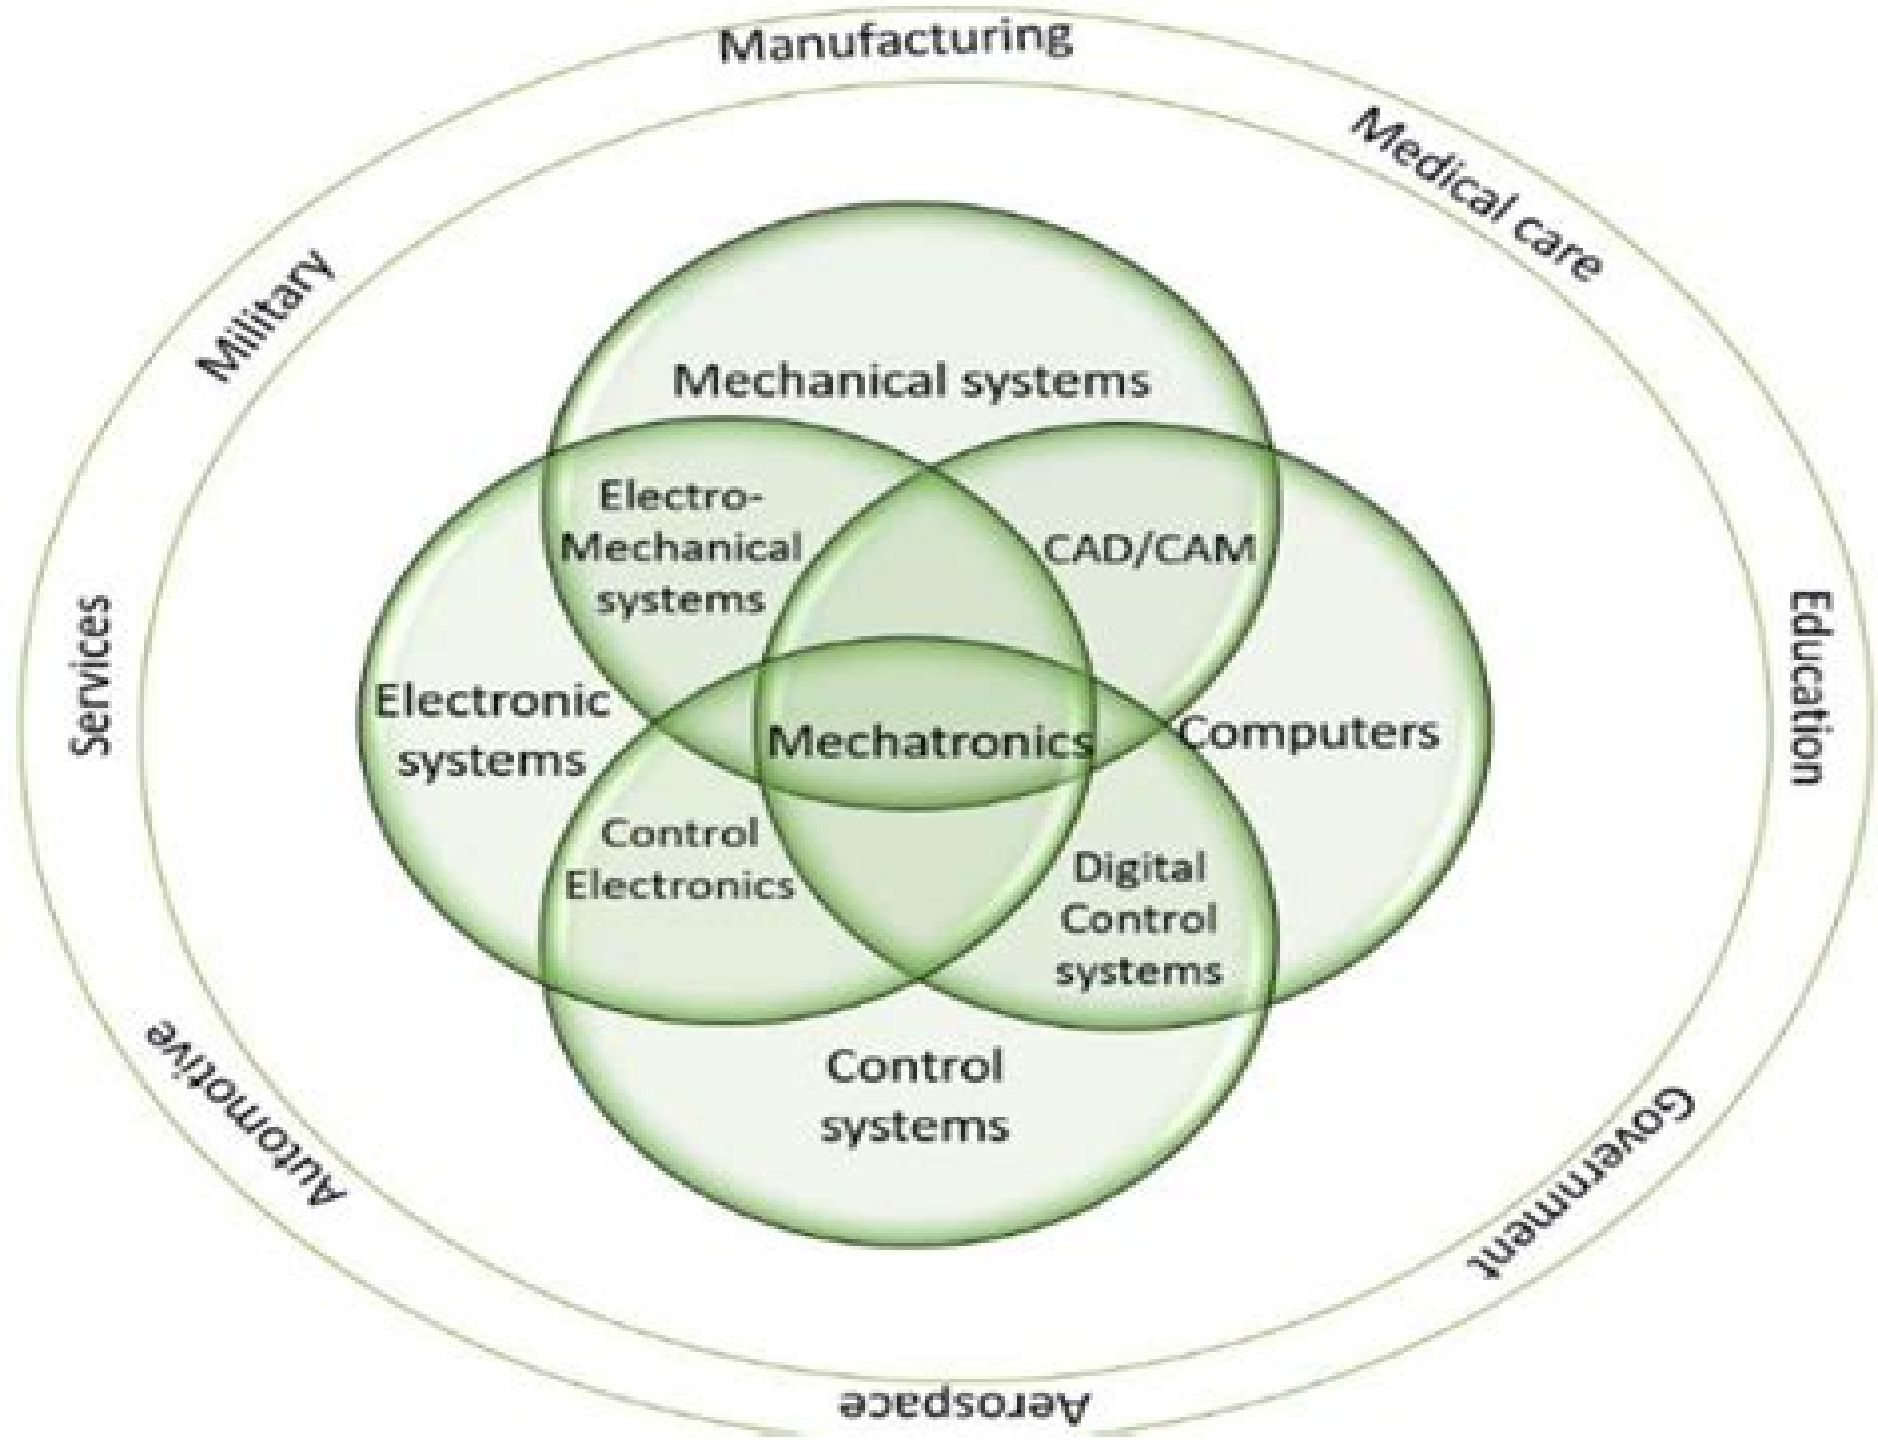 Manufacturing
Medical care
Military
Mechanical systems
Electro-
Mechanical
systems
CAD/CAM
Services
Education
Electronic
systems
Mechatronics
Computers
Control
Electronics
Digital
Control
systems
Control
systems
Automotive
Government
Aerospace